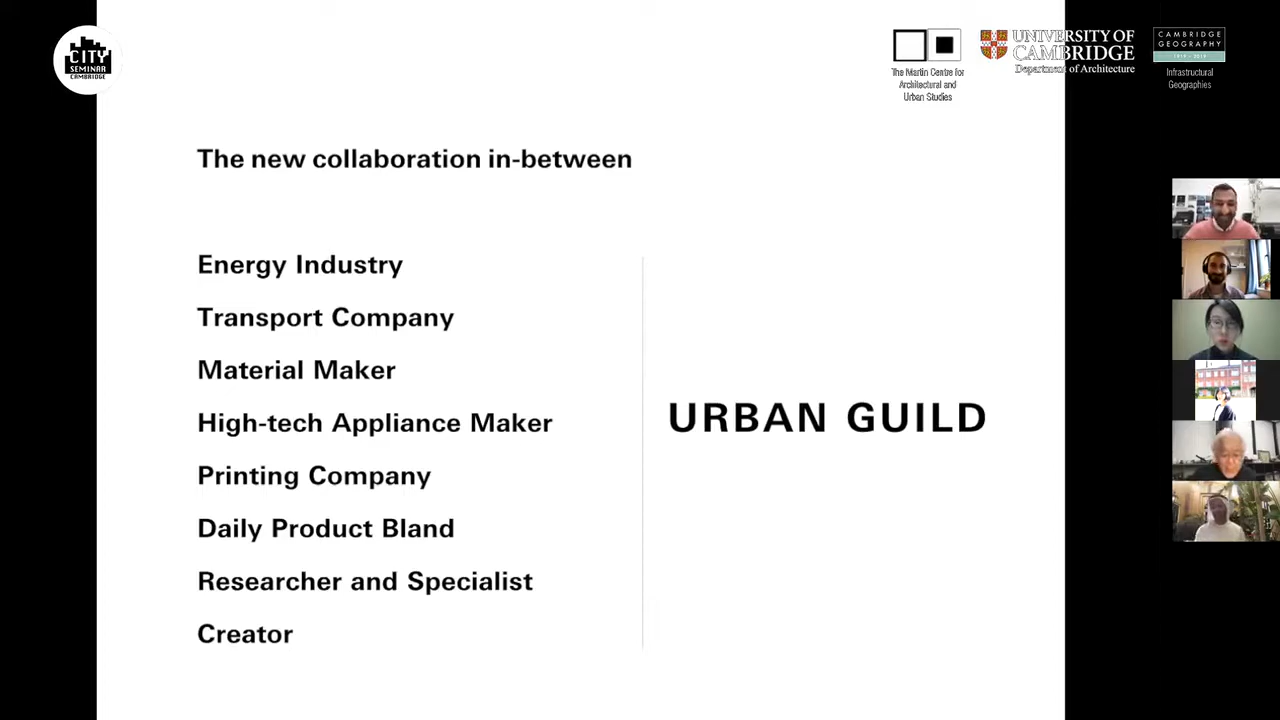 CITY
SEMINAR
CAMBRIDGE
The Martin Centre for
Architectural and
Urban Studies
UNIVERSITY OF
CAMBRIDGE
Department of Architecture
CAMBRIDGE
GEOGRAPHY
1919 - 2019
Infrastructural
Geographies
The new collaboration in-between
Energy Industry
Transport Company
Material Maker
High-tech Appliance Maker
Printing Company
Daily Product Bland
Researcher and Specialist
Creator
URBAN GUILD